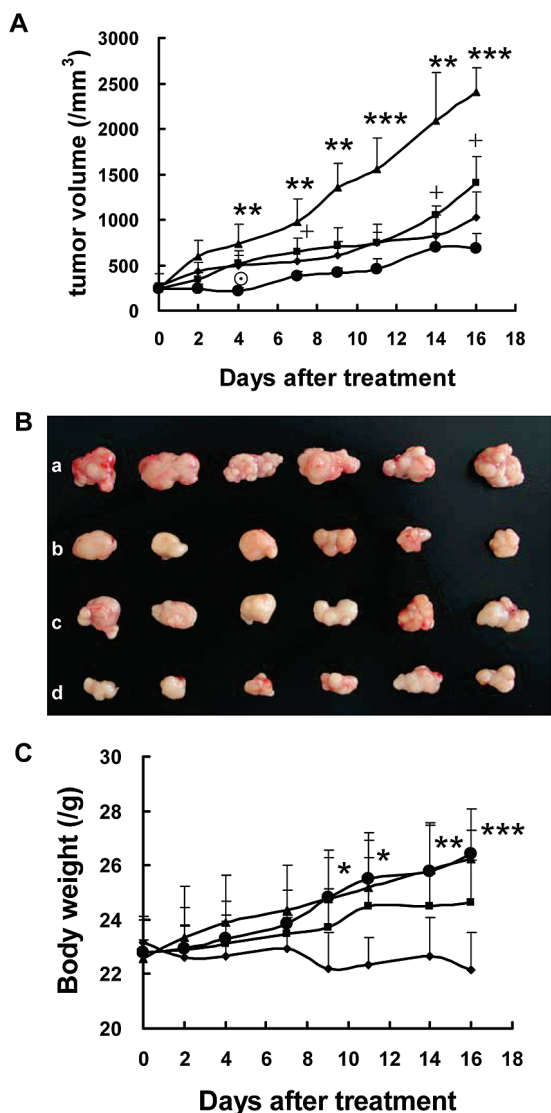 A
tumor volume (/mm³)
3000
2500
2000
1500
1000
500
0
** ** ** *** ** ***
+ + +
0 2 4 6 8 10 12 14 16 18
Days after treatment
B
a
b
c
d
C
Body weight (/g)
30
28
26
24
22
20
* * ** ***
0 2 4 6 8 10 12 14 16 18
Days after treatment